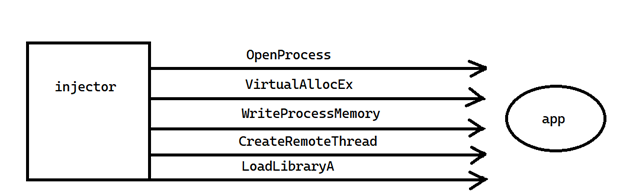 OpenProcess
injector
VirtualAllocEx
WriteProcessMemory
app
CreateRemoteThread
LoadLibraryA